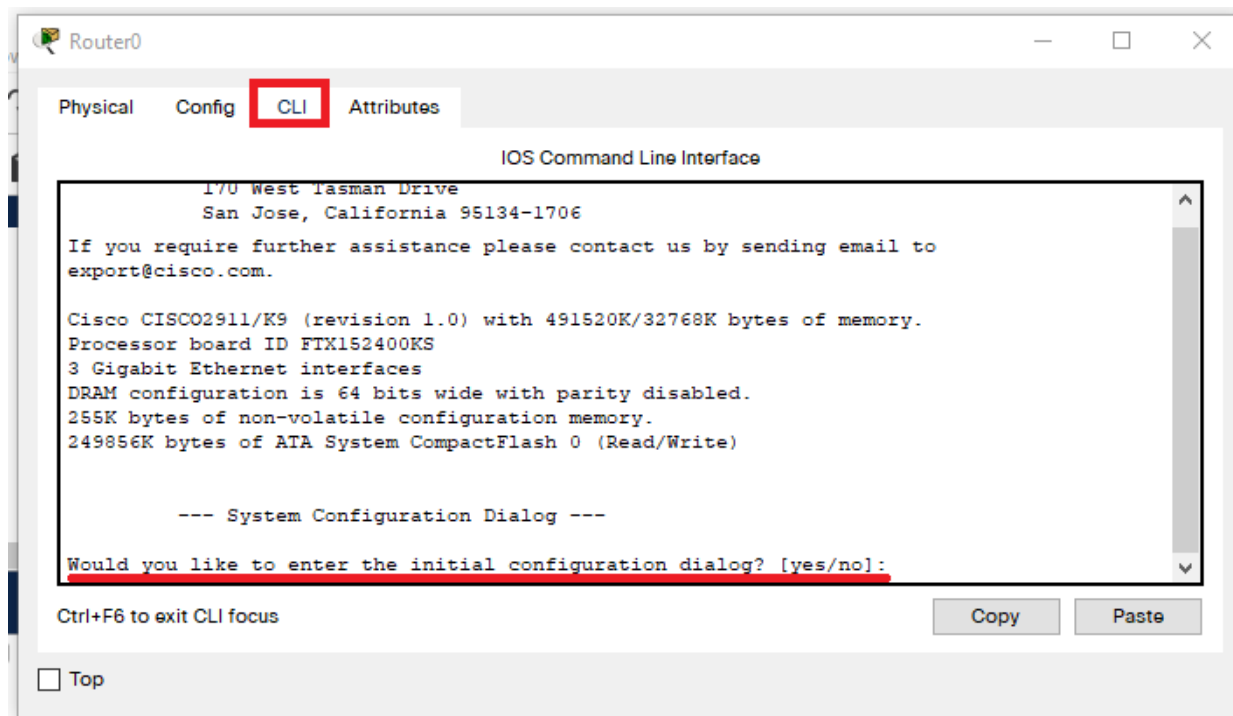 Router0
Physical Config CLI Attributes
IOS Command Line Interface
170 West Tasman Drive
San Jose, California 95134-1706
If you require further assistance please contact us by sending email to
export@cisco.com.
Cisco CISCO2911/K9 (revision 1.0) with 491520K/32768K bytes of memory.
Processor board ID FTX152400KS
3 Gigabit Ethernet interfaces
DRAM configuration is 64 bits wide with parity disabled.
255K bytes of non-volatile configuration memory.
249856K bytes of ATA System CompactFlash 0 (Read/Write)
--- System Configuration Dialog ---
Would you like to enter the initial configuration dialog? [yes/no]:
Ctrl+F6 to exit CLI focus
Copy Paste
Top